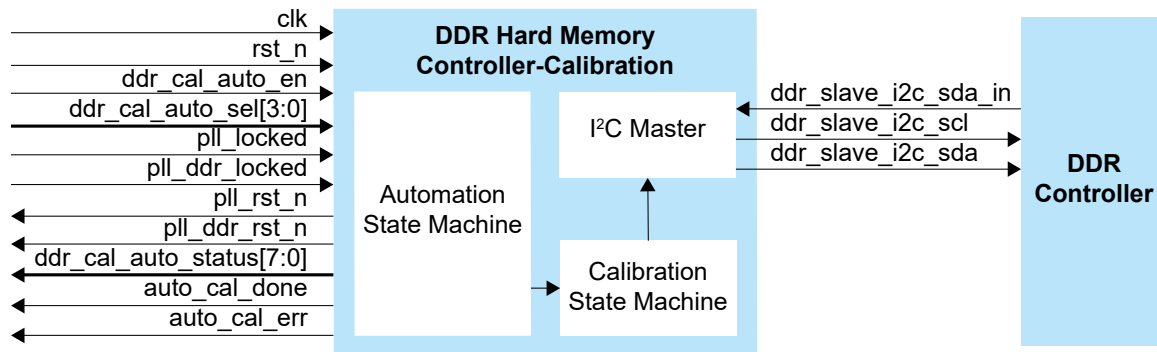 clk
rst_n
ddr_cal_auto_en
ddr_cal_auto_sel[3:0]
pll_locked
pll_ddr_locked
pll_rst_n
pll_ddr_rst_n
ddr_cal_auto_status[7:0]
auto_cal_done
auto_cal_err
DDR Hard Memory
Controller-Calibration
Automation
State Machine
I²C Master
Calibration
State Machine
ddr_slave_i2c_sda_in
ddr_slave_i2c_scl
ddr_slave_i2c_sda
DDR
Controller